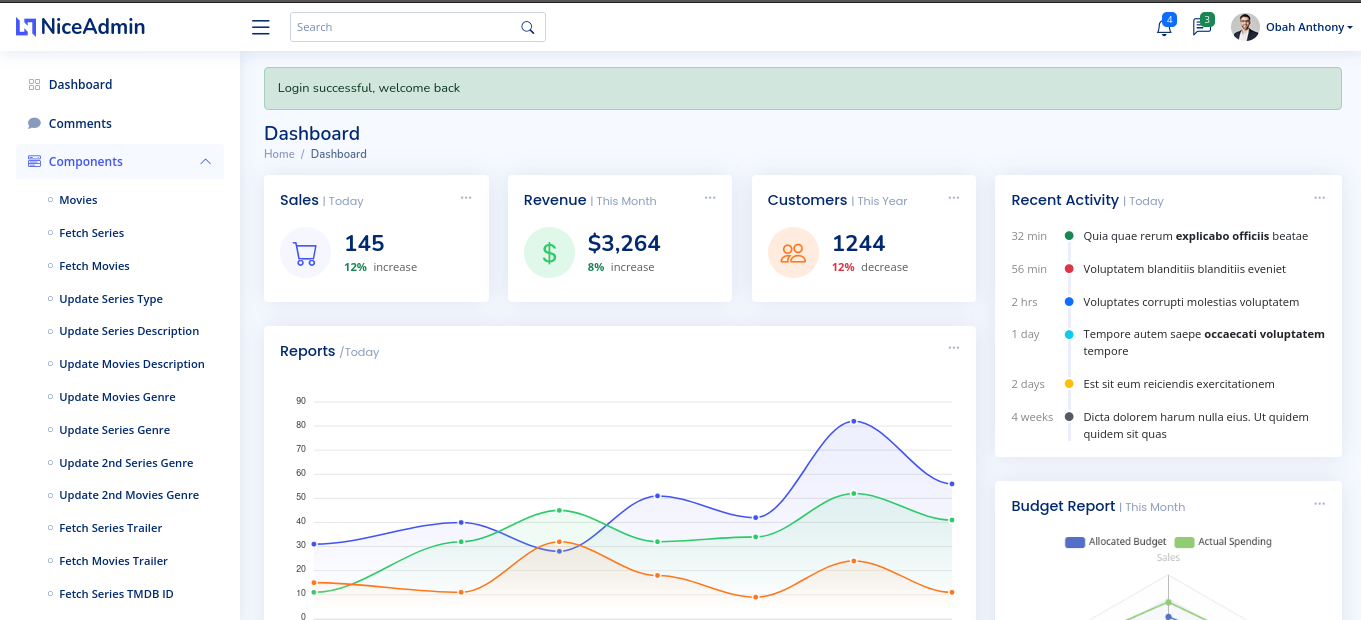 NiceAdmin
Search
4
3
Obah Anthony
Dashboard
Comments
Components
Movies
Fetch Series
Fetch Movies
Update Series Type
Update Series Description
Update Movies Description
Update Movies Genre
Update Series Genre
Update 2nd Series Genre
Update 2nd Movies Genre
Fetch Series Trailer
Fetch Movies Trailer
Fetch Series TMDB ID
Login successful, welcome back
Dashboard
Home / Dashboard
Sales | Today
145
12% increase
Revenue | This Month
$
$3,264
8% increase
Customers | This Year
1244
12% decrease
Reports /Today
90
80
70
60
50
40
30
20
10
0
Recent Activity | Today
32 min Quia quae rerum explicabo officiis beatae
56 min Voluptatem blanditiis blanditiis eveniet
2 hrs Voluptates corrupti molestias voluptatem
1 day Tempore autem saepe occaecati voluptatem
tempore
2 days Est sit eum reiciendis exercitationem
4 weeks Dicta dolorem harum nulla eius. Ut quidem
quidem sit quas
Budget Report | This Month
Allocated Budget Actual Spending
Sales